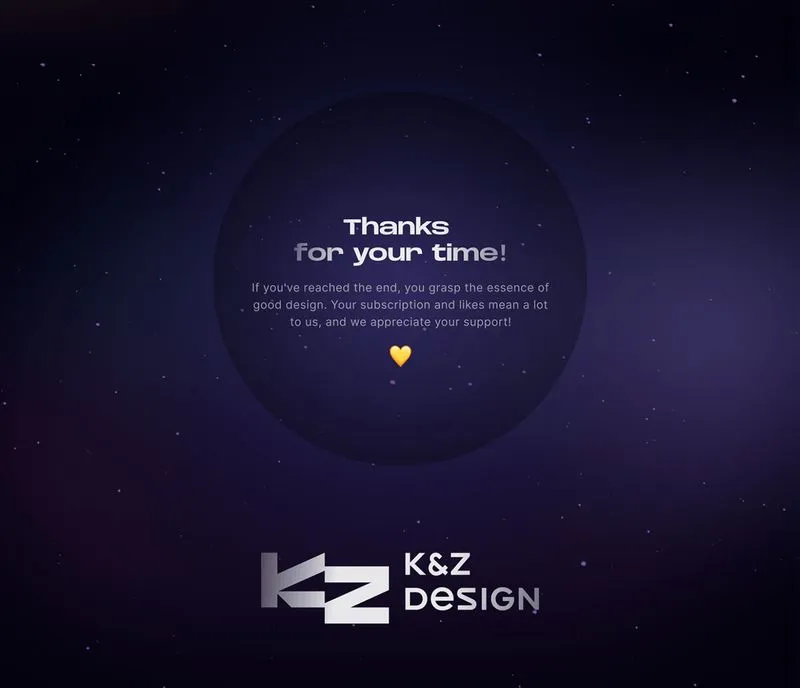 Thanks
for your time!
If you've reached the end, you grasp the essence of
good design. Your subscription and likes mean a lot
to us, and we appreciate your support!
KZ
K&Z
DESIGN